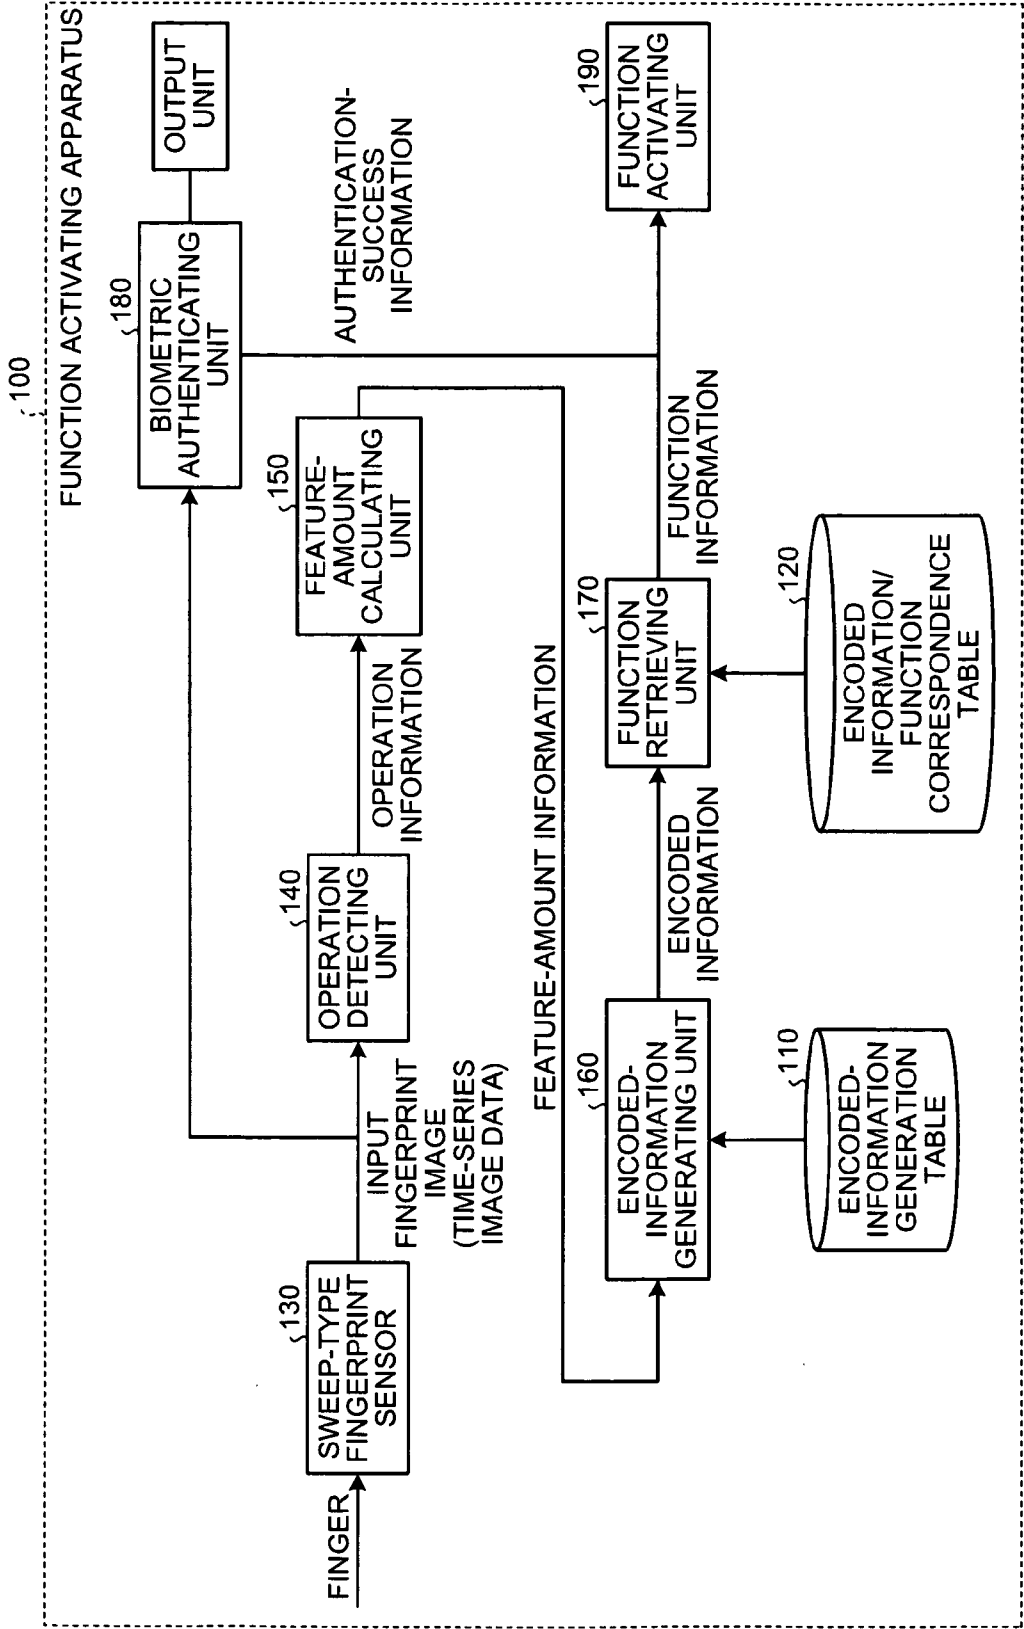 100
FUNCTION ACTIVATING APPARATUS
FINGER
130
SWEEP-TYPE
FINGERPRINT
SENSOR
INPUT
FINGERPRINT
IMAGE
(TIME-SERIES
IMAGE DATA)
140
OPERATION
DETECTING
UNIT
OPERATION
INFORMATION
150
FEATURE-
AMOUNT
CALCULATING
UNIT
180
BIOMETRIC
AUTHENTICATING
UNIT
OUTPUT
UNIT
AUTHENTICATION-
SUCCESS
INFORMATION
FEATURE-AMOUNT INFORMATION
160
ENCODED-
INFORMATION
GENERATING UNIT
ENCODED
INFORMATION
170
FUNCTION
RETRIEVING
UNIT
FUNCTION
INFORMATION
190
FUNCTION
ACTIVATING
UNIT
110
ENCODED-
INFORMATION
GENERATION
TABLE
120
ENCODED
INFORMATION/
FUNCTION
CORRESPONDENCE
TABLE